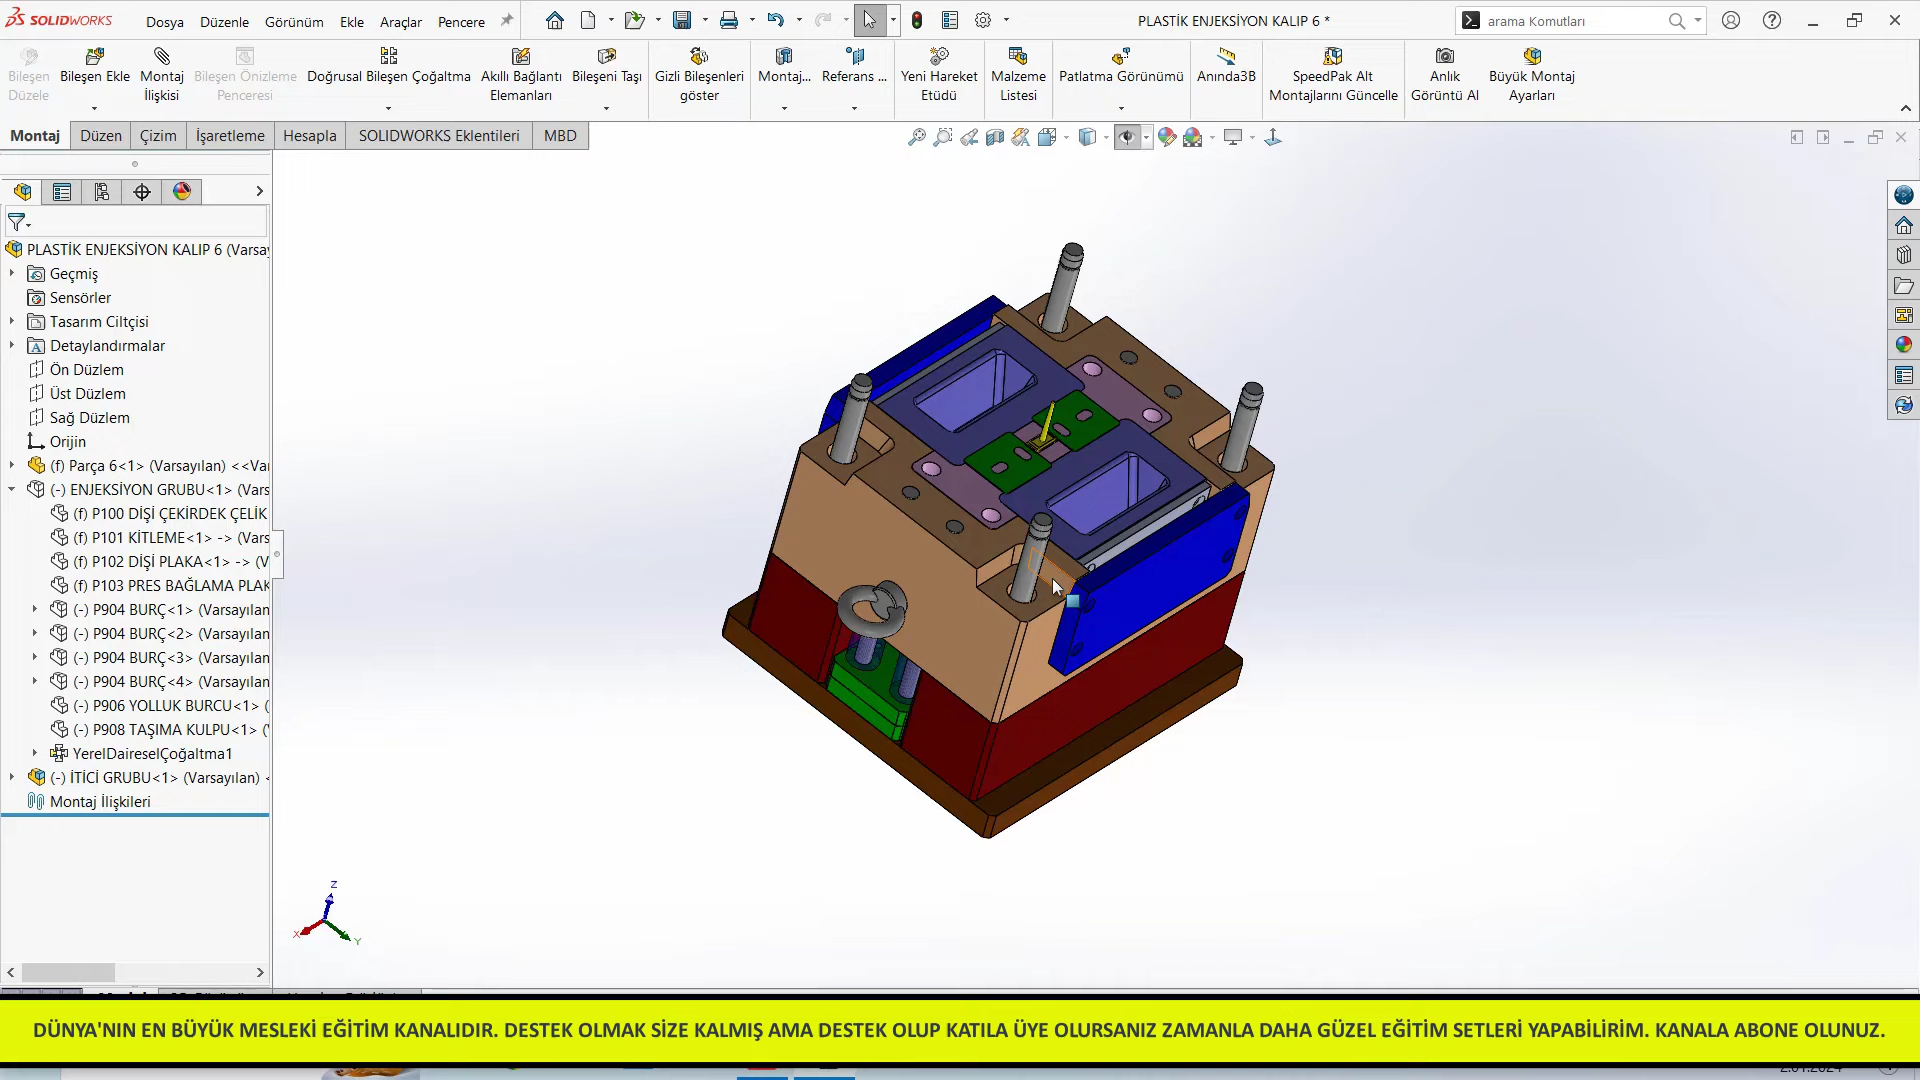 SOLIDWORKS
Dosya Düzenle Görünüm Ekle Araçlar Pencere
PLASTİK ENJEKSİYON KALIP 6 *
arama Komutları
Bileşen Düzele
Bileşen Ekle
Montaj İlişkisi
Bileşen Önizleme Penceresi
Doğrusal Bileşen Çoğaltma
Akıllı Bağlantı Elemanları
Bileşeni Taşı
Gizli Bileşenleri göster
Montaj...
Referans ...
Yeni Hareket Etüdü
Malzeme Listesi
Patlatma Görünümü
Anında3B
SpeedPak Alt Montajlarını Güncelle
Anlık Görüntü Al
Büyük Montaj Ayarları
Montaj Düzen Çizim İşaretleme Hesapla SOLIDWORKS Eklentileri MBD
PLASTİK ENJEKSİYON KALIP 6 (Varsay
Geçmiş
Sensörler
Tasarım Ciltçisi
Detaylandırmalar
Ön Düzlem
Üst Düzlem
Sağ Düzlem
Orijin
(f) Parça 6<1> (Varsayılan) <<Var
(-) ENJEKSİYON GRUBU<1> (Vars
(f) P100 DİŞİ ÇEKİRDEK ÇELİK
(f) P101 KİTLEME<1> -> (Vars
(f) P102 DİŞİ PLAKA<1> -> (V
(f) P103 PRES BAĞLAMA PLAK
(-) P904 BURÇ<1> (Varsayılan
(-) P904 BURÇ<2> (Varsayılan
(-) P904 BURÇ<3> (Varsayılan
(-) P904 BURÇ<4> (Varsayılan
(-) P906 YOLLUK BURCU<1> (
(-) P908 TAŞIMA KULPU<1> (
YerelDaireselÇoğaltma1
(-) İTİCİ GRUBU<1> (Varsayılan) <
Montaj İlişkileri
Z
X
Y
DÜNYA'NIN EN BÜYÜK MESLEKİ EĞİTİM KANALIDIR. DESTEK OLMAK SİZE KALMIŞ AMA DESTEK OLUP KATILA ÜYE OLURSANIZ ZAMANLA DAHA GÜZEL EĞİTİM SETLERİ YAPABİLİRİM. KANALA ABONE OLUNUZ.